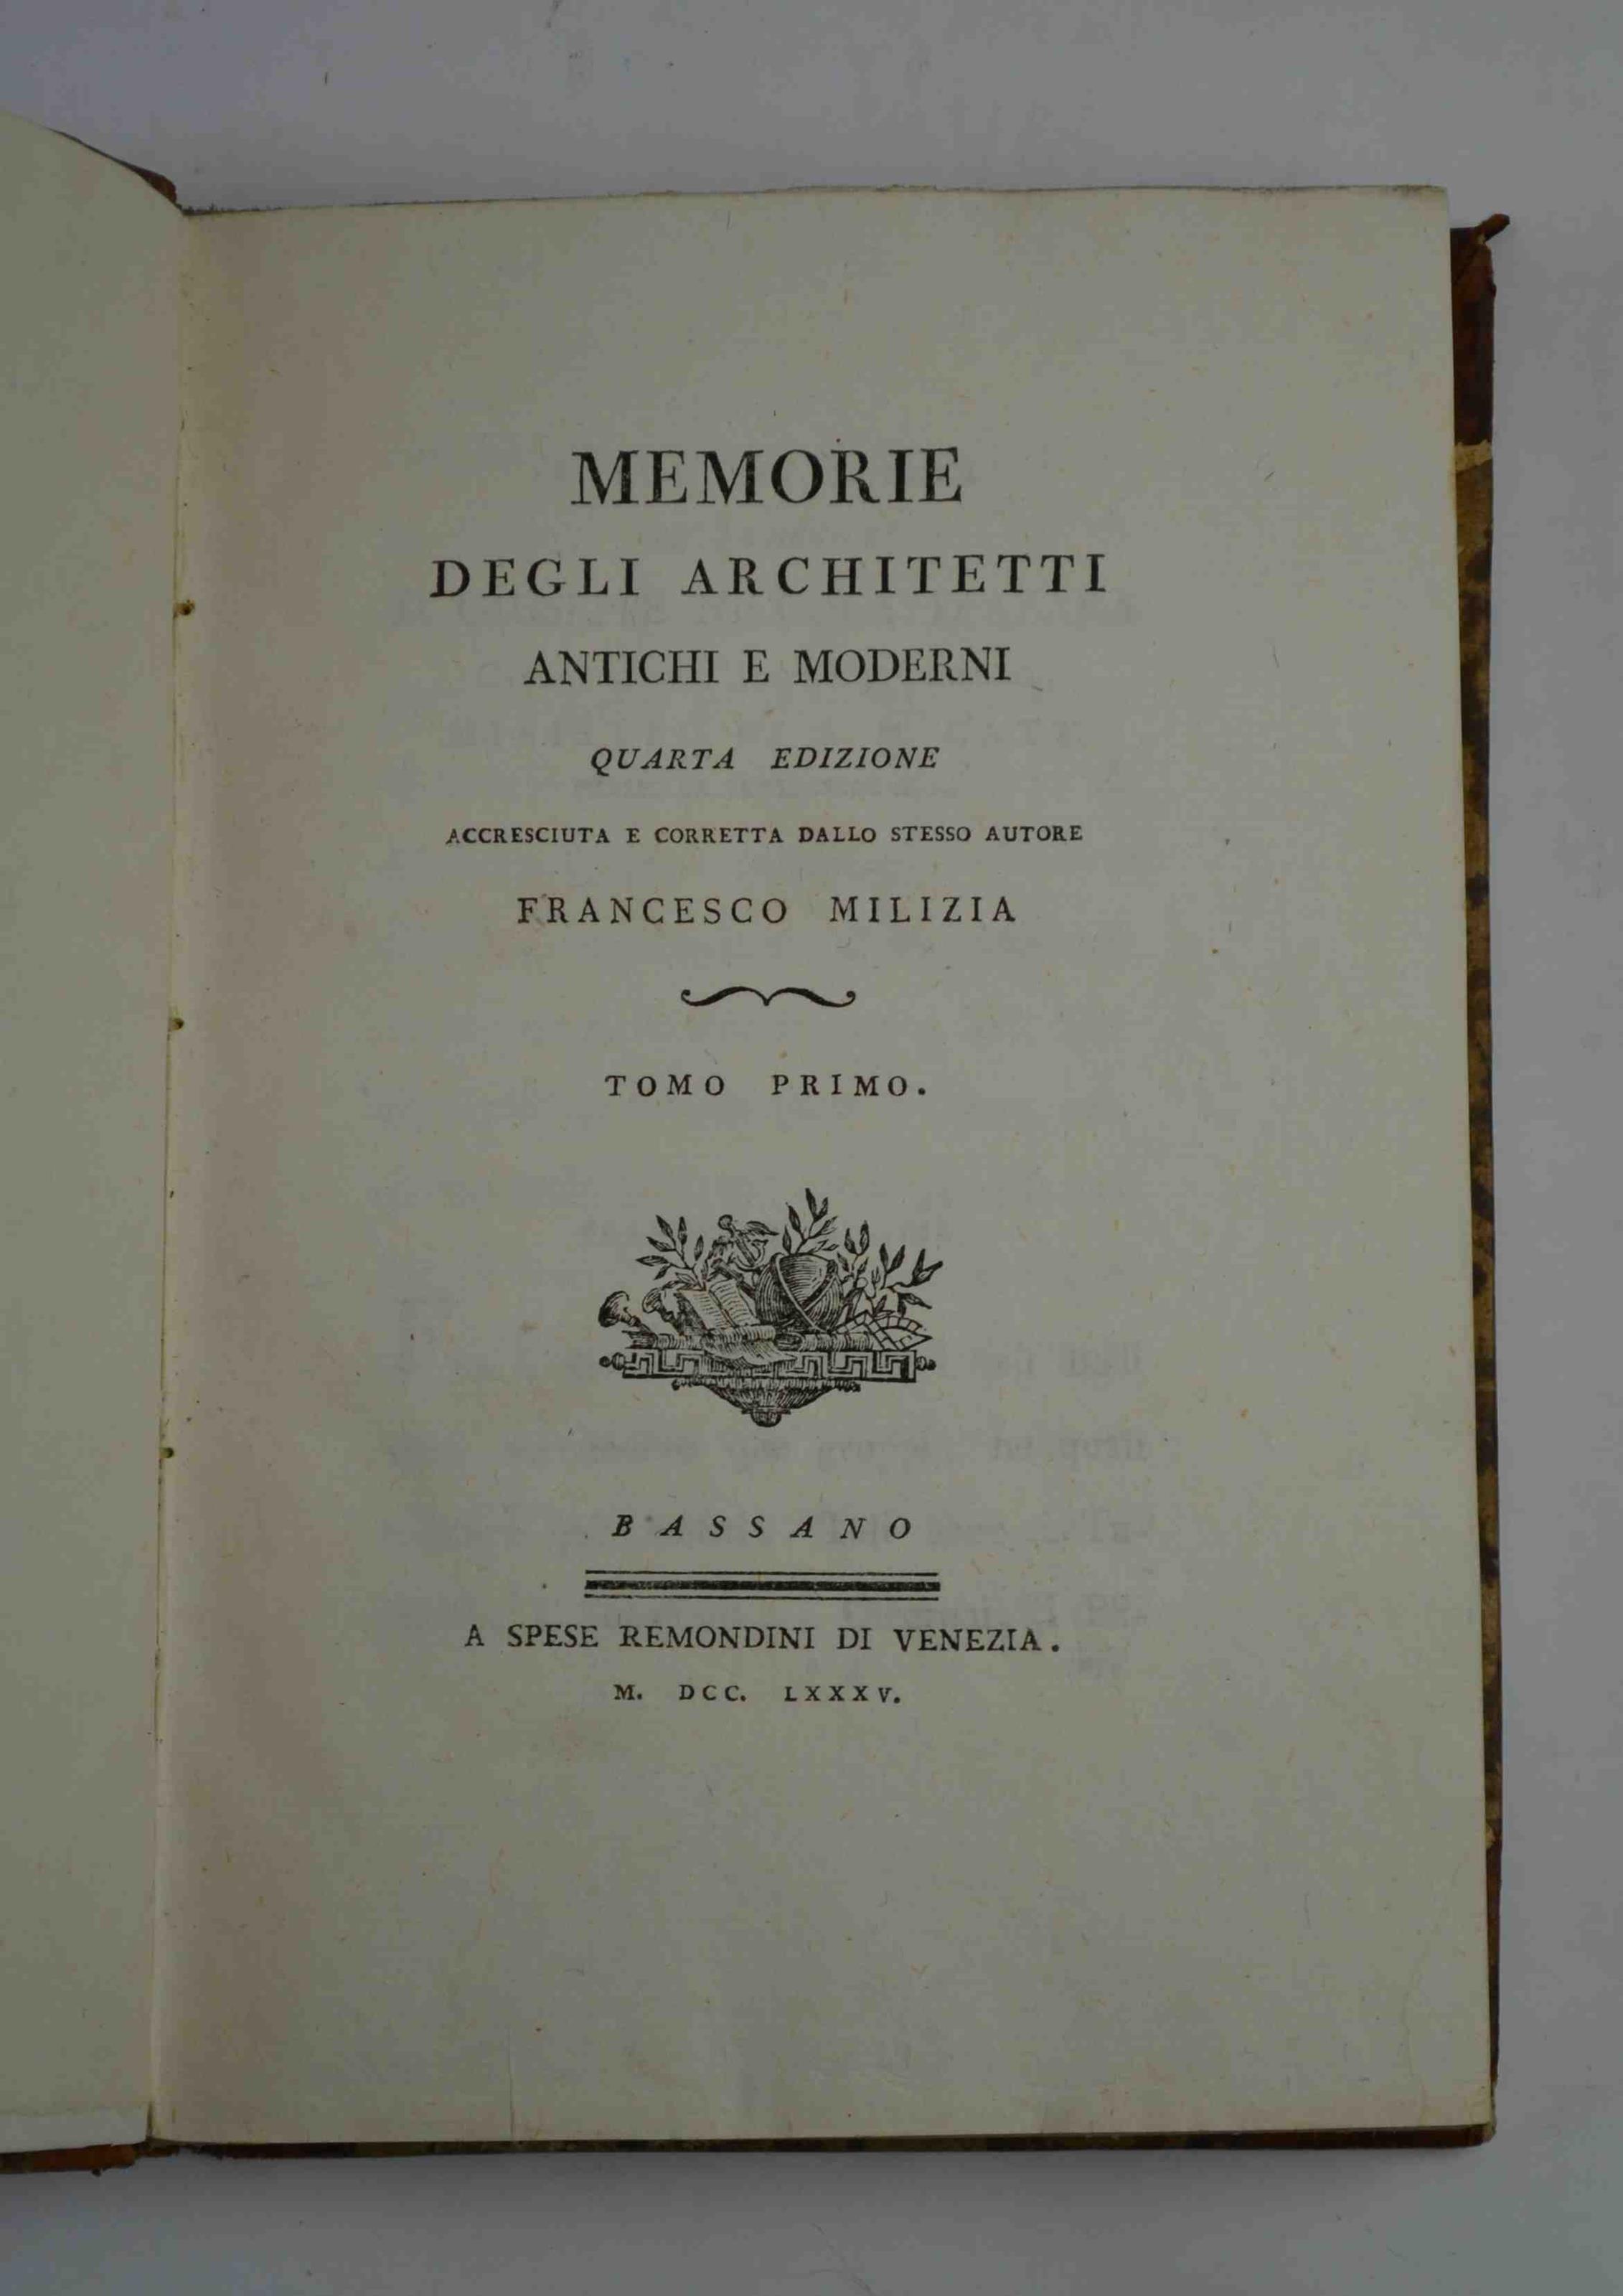 MEMORIE
DEGLI ARCHITETTI
ANTICHI E MODERNI
QUARTA EDIZIONE
ACCRESCIUTA E CORRETTA DALLO STESSO AUTORE
FRANCESCO MILIZIA
TOMO PRIMO.
BASSANO
A SPESE REMONDINI DI VENEZIA.
M. DCC. LXXXV.